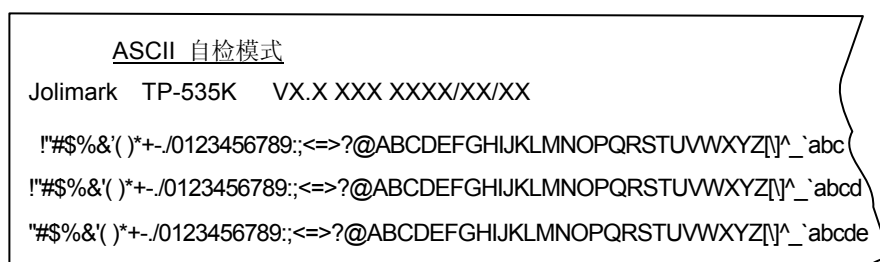 ASCII 自检模式
Jolimark TP-535K VX.X XXX XXXX/XX/XX
!"#$%&'( )*+-./0123456789:;<=>?@ABCDEFGHIJKLMNOPQRSTUVWXYZ[\]^_`abc
!"#$%&'( )*+-./0123456789:;<=>?@ABCDEFGHIJKLMNOPQRSTUVWXYZ[\]^_`abcd
"#$%&'( )*+-./0123456789:;<=>?@ABCDEFGHIJKLMNOPQRSTUVWXYZ[\]^_`abcde